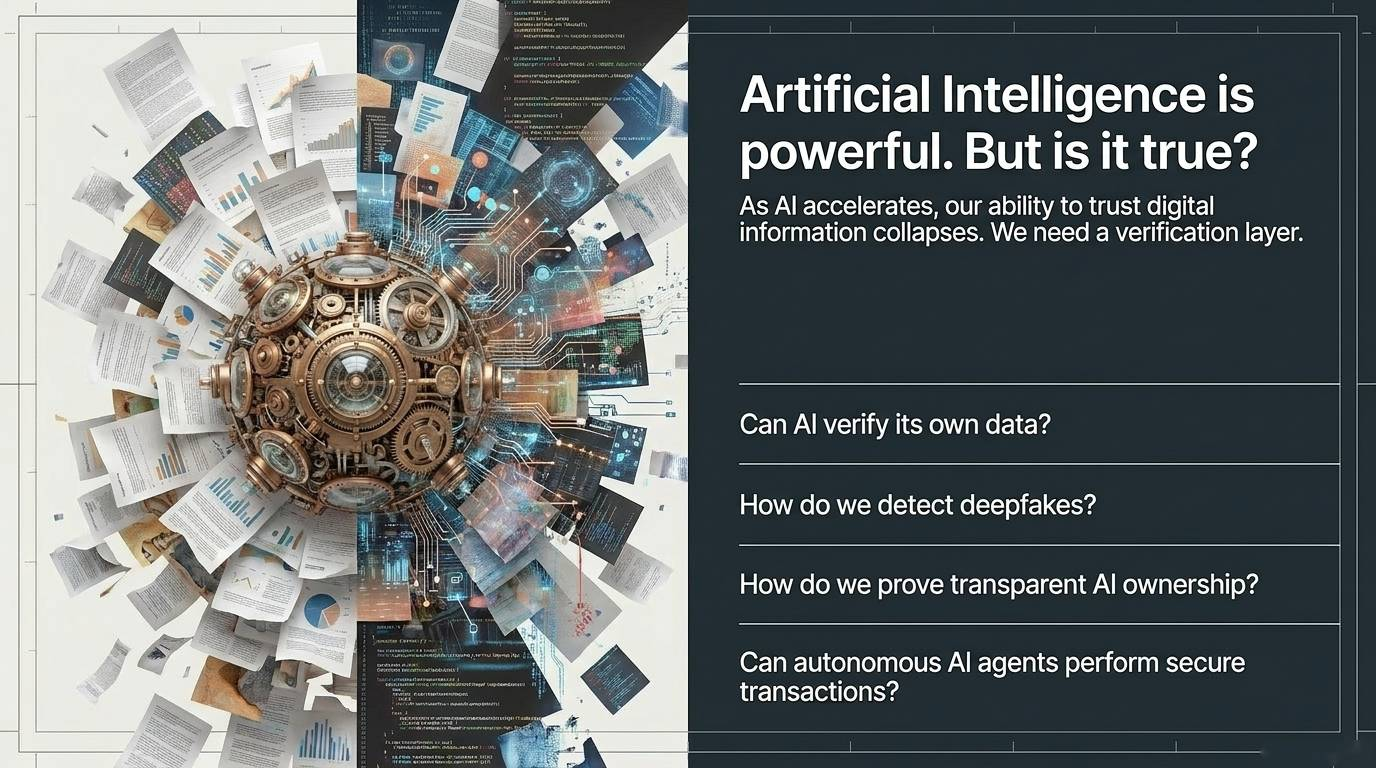 Artificial Intelligence is
powerful. But is it true?
As AI accelerates, our ability to trust digital
information collapses. We need a verification layer.
Can AI verify its own data?
How do we detect deepfakes?
How do we prove transparent AI ownership?
Can autonomous AI agents perform secure
transactions?